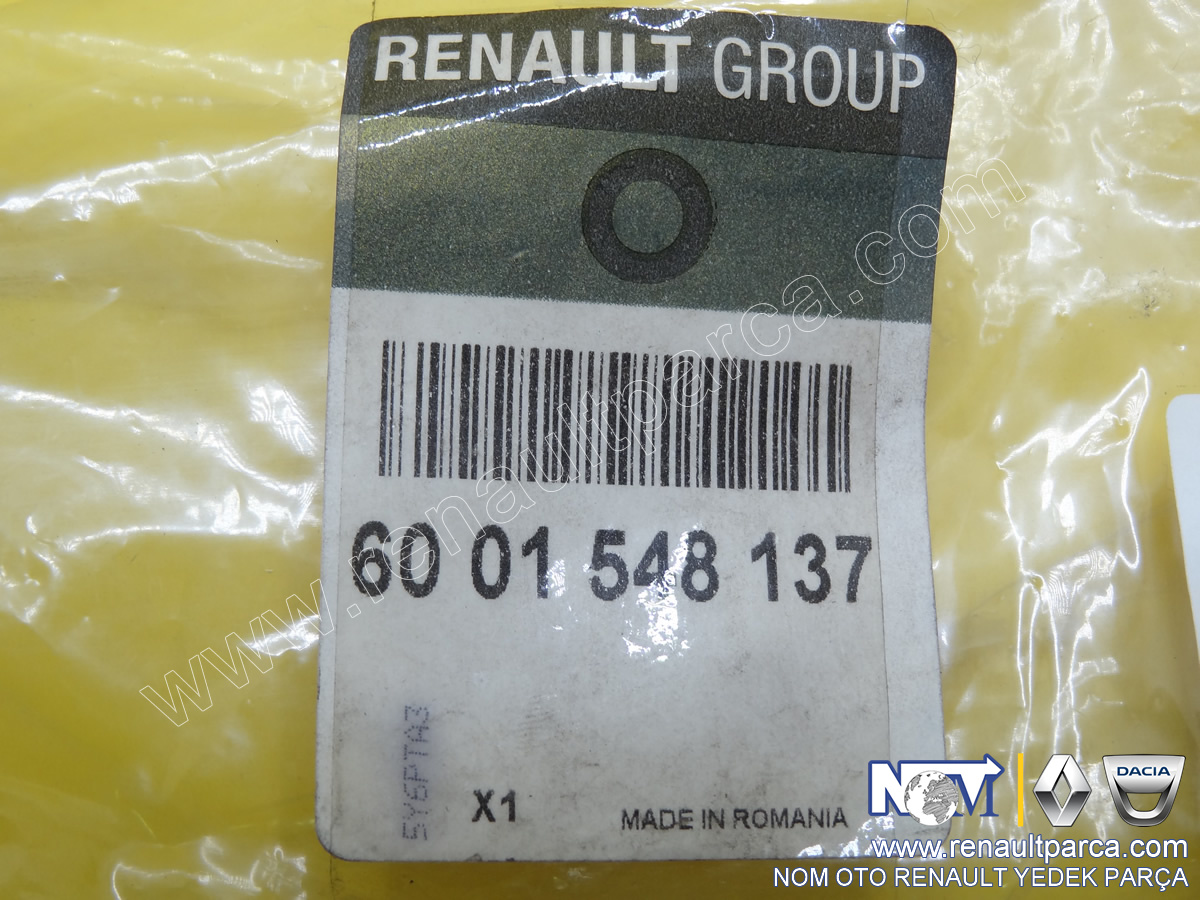 RENAULT GROUP
www.renaultparca.com
60 01 548 137
5Y6PTA3
X1
MADE IN ROMANIA
NOM
DACIA
www.renaultparca.com
NOM OTO RENAULT YEDEK PARÇA